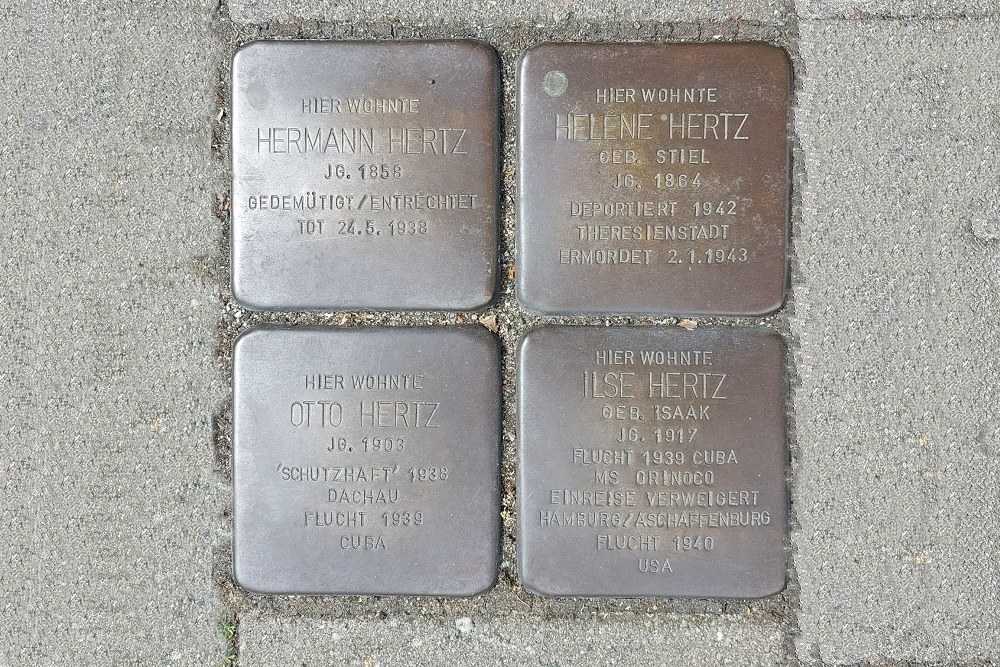 HIER WOHNTE
HERMANN HERTZ
JG. 1858
GEDEMÜTIGT/ENTRECHTET
TOT 24.5.1938
HIER WOHNTE
HELENE HERTZ
GEB. STIEL
JG. 1864
DEPORTIERT 1942
THERESIENSTADT
ERMORDET 2.1.1943
HIER WOHNTE
OTTO HERTZ
JG. 1903
'SCHUTZHAFT' 1938
DACHAU
FLUCHT 1939
CUBA
HIER WOHNTE
ILSE HERTZ
GEB. ISAAK
JG. 1917
FLUCHT 1939 CUBA
MS ORINOCO
EINREISE VERWEIGERT
HAMBURG/ASCHAFFENBURG
FLUCHT 1940
USA